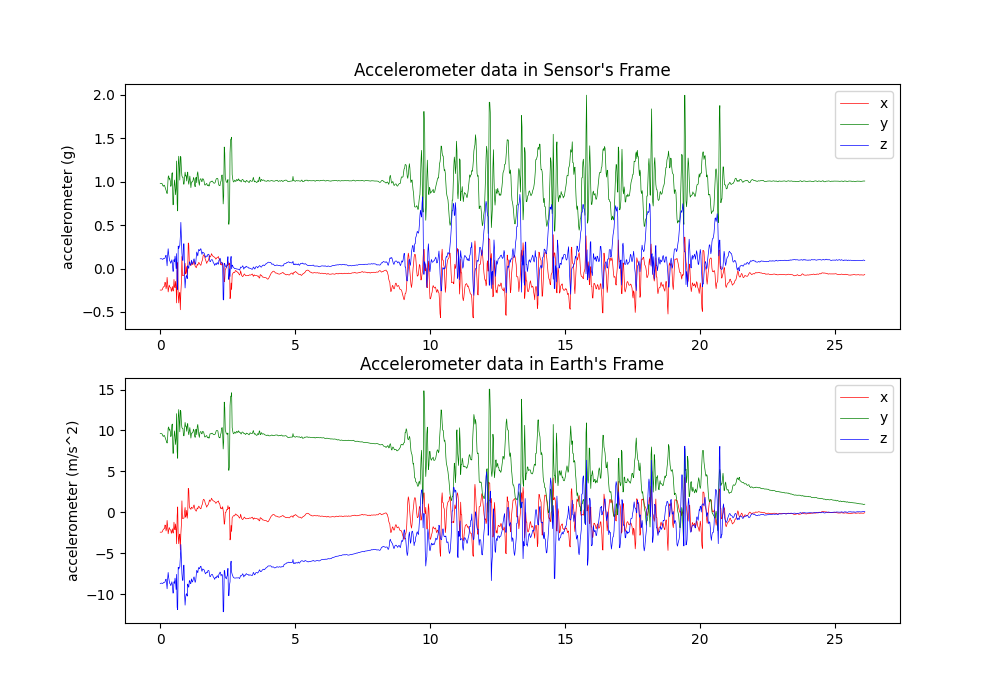 Accelerometer data in Sensor's Frame
accelerometer (g)
2.0
1.5
1.0
0.5
0.0
−0.5
x
y
z
0 5 10 15 20 25
Accelerometer data in Earth's Frame
accelerometer (m/s^2)
15
10
5
0
−5
−10
x
y
z
0 5 10 15 20 25